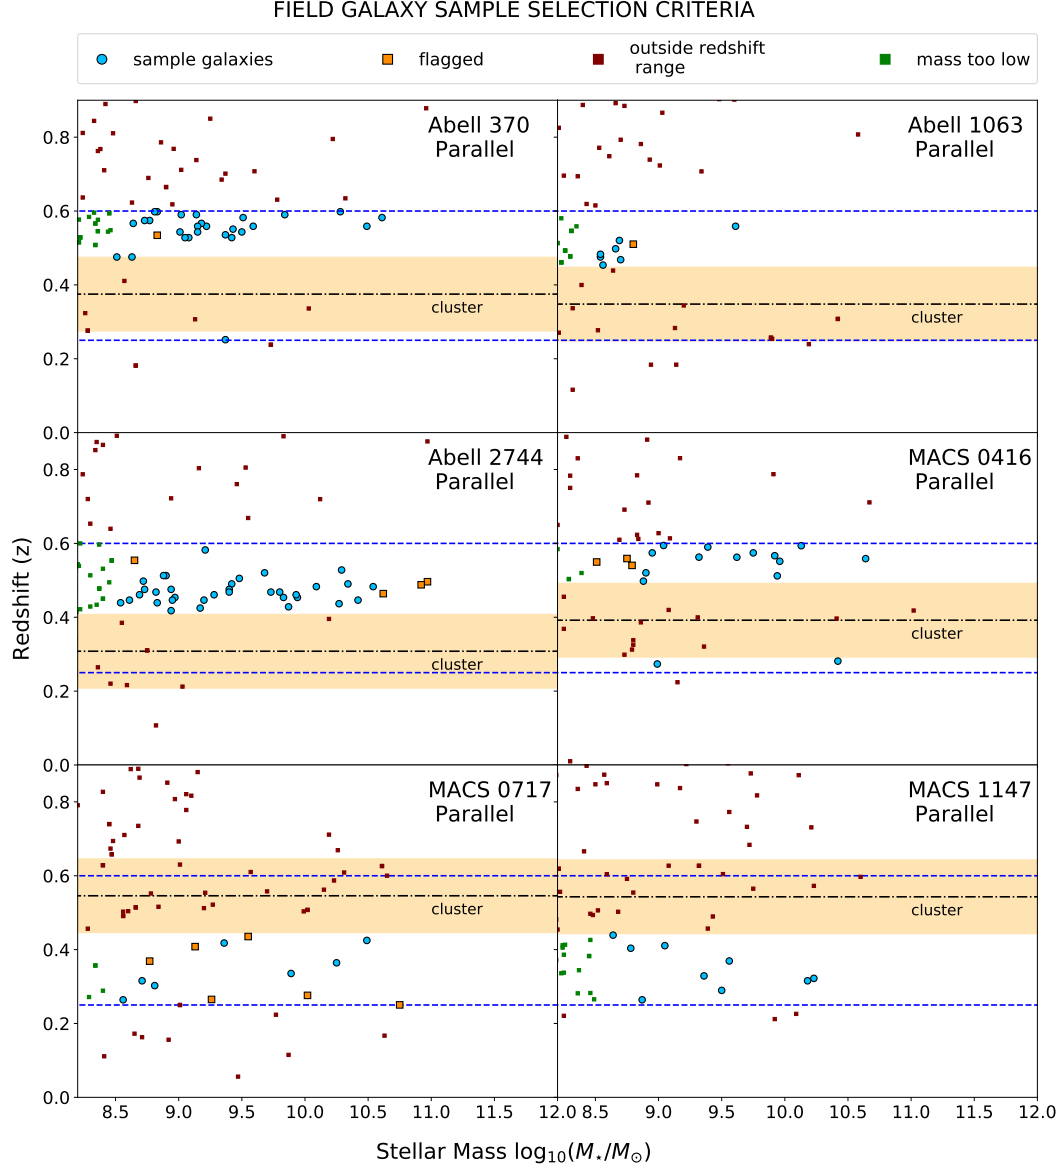 FIELD GALAXY SAMPLE SELECTION CRITERIA
sample galaxies
flagged
outside redshift
range
mass too low
Abell 370
Parallel
Abell 1063
Parallel
0.8
0.6
0.4
0.2
0.0
cluster
cluster
Abell 2744
Parallel
MACS 0416
Parallel
0.8
0.6
0.4
0.2
0.0
cluster
cluster
Redshift (z)
MACS 0717
Parallel
MACS 1147
Parallel
0.8
0.6
0.4
0.2
0.0
cluster
cluster
8.5 9.0 9.5 10.0 10.5 11.0 11.5 12.0 8.5 9.0 9.5 10.0 10.5 11.0 11.5 12.0
Stellar Mass log₁₀(M⋆/M⊙)